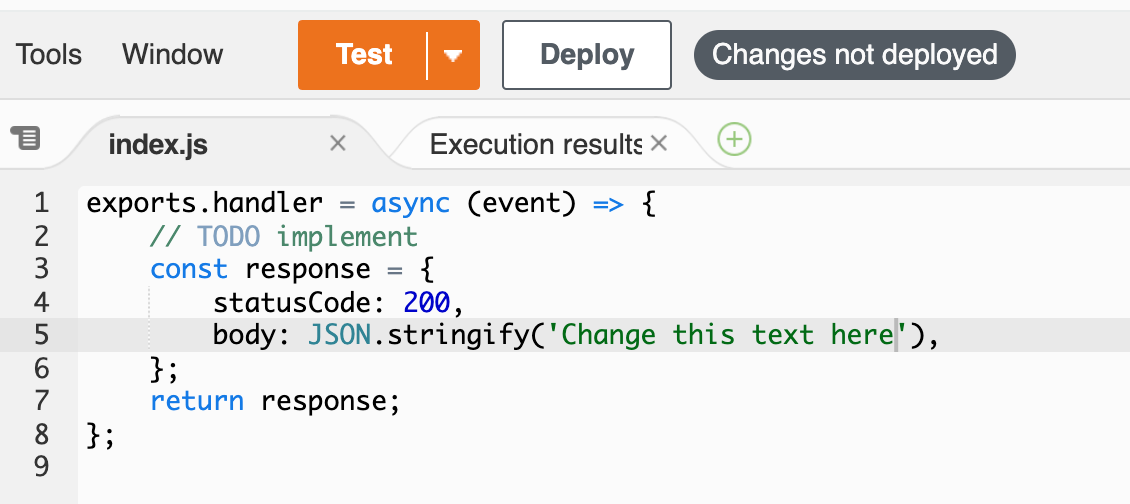 Tools Window Test Deploy Changes not deployed
index.js × Execution results ×
1 exports.handler = async (event) => {
2     // TODO implement
3     const response = {
4         statusCode: 200,
5         body: JSON.stringify('Change this text here'),
6     };
7     return response;
8 };
9